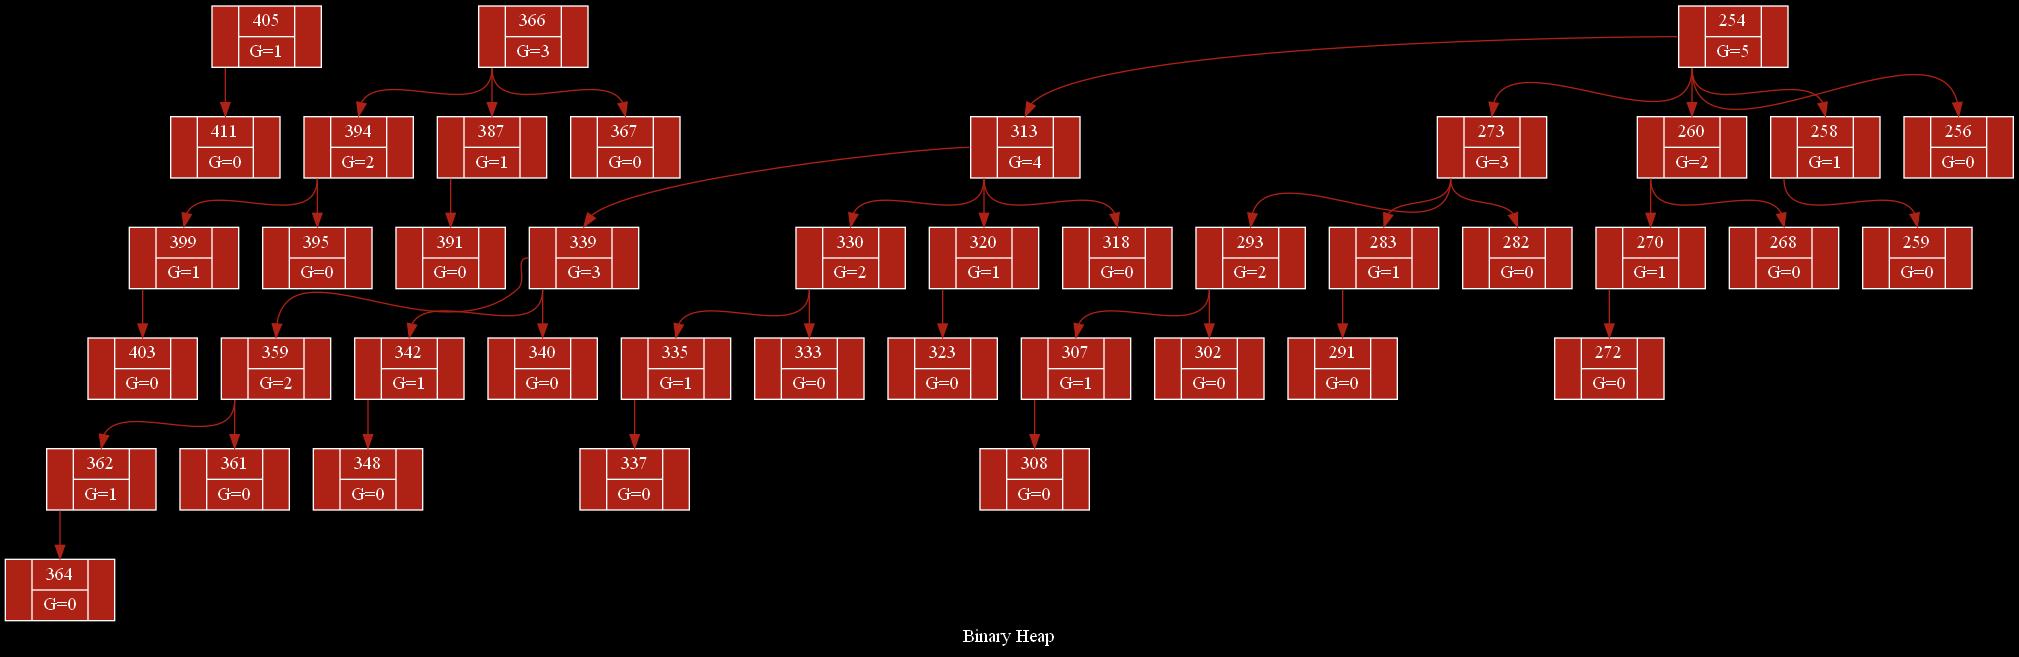 405
G=1
366
G=3
254
G=5
411
G=0
394
G=2
387
G=1
367
G=0
313
G=4
273
G=3
260
G=2
258
G=1
256
G=0
399
G=1
395
G=0
391
G=0
339
G=3
330
G=2
320
G=1
318
G=0
293
G=2
283
G=1
282
G=0
270
G=1
268
G=0
259
G=0
403
G=0
359
G=2
342
G=1
340
G=0
335
G=1
333
G=0
323
G=0
307
G=1
302
G=0
291
G=0
272
G=0
362
G=1
361
G=0
348
G=0
337
G=0
308
G=0
364
G=0
Binary Heap